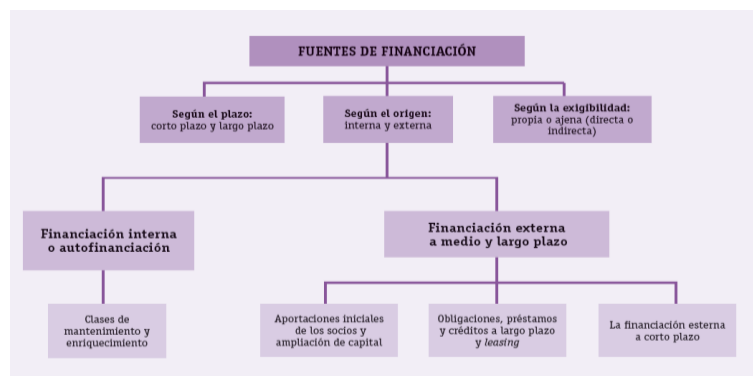 FUENTES DE FINANCIACIÓN
Según el plazo:
corto plazo y largo plazo
Según el origen:
interna y externa
Según la exigibilidad:
propia o ajena (directa o
indirecta)
Financiación interna
o autofinanciación
Financiación externa
a medio y largo plazo
Clases de
mantenimiento y
enriquecimiento
Aportaciones iniciales
de los socios y
ampliación de capital
Obligaciones, préstamos
y créditos a largo plazo
y leasing
La financiación esterna
a corto plazo